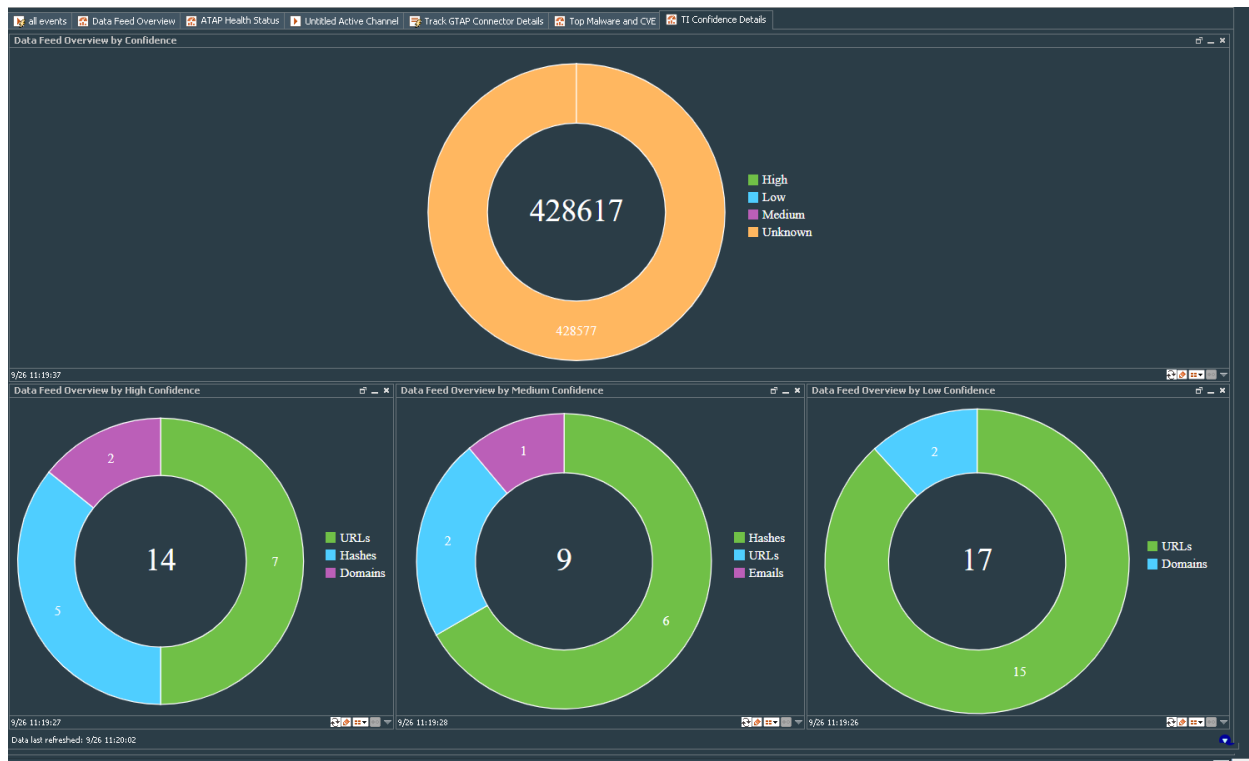 all events Data Feed Overview ATAP Health Status Untitled Active Channel Track GTAP Connector Details Top Malware and CVE TI Confidence Details
Data Feed Overview by Confidence
428617
428577
High
Low
Medium
Unknown
9/26 11:19:37
Data Feed Overview by High Confidence
2
7
5
14
URLs
Hashes
Domains
9/26 11:19:27
Data Feed Overview by Medium Confidence
1
2
6
9
Hashes
URLs
Emails
9/26 11:19:28
Data Feed Overview by Low Confidence
2
17
15
URLs
Domains
9/26 11:19:26
Data last refreshed: 9/26 11:20:02